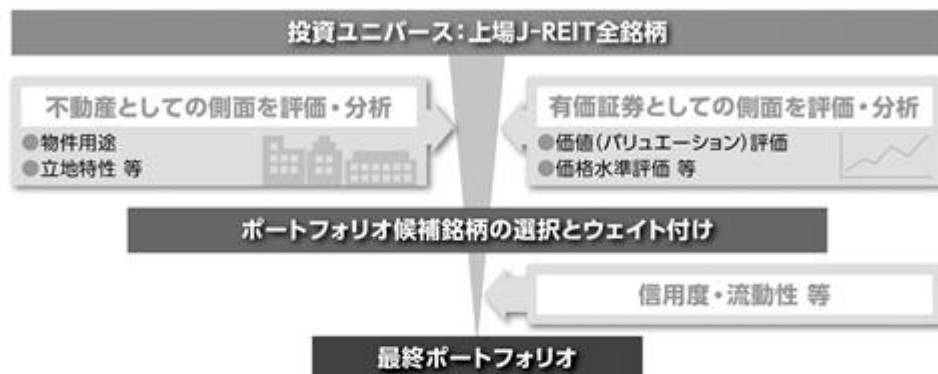 投資ユニバース：上場J-REIT全銘柄
不動産としての側面を評価・分析
●物件用途
●立地特性 等
有価証券としての側面を評価・分析
●価値(バリュエーション)評価
●価格水準評価 等
ポートフォリオ候補銘柄の選択とウェイト付け
信用度・流動性 等
最終ポートフォリオ